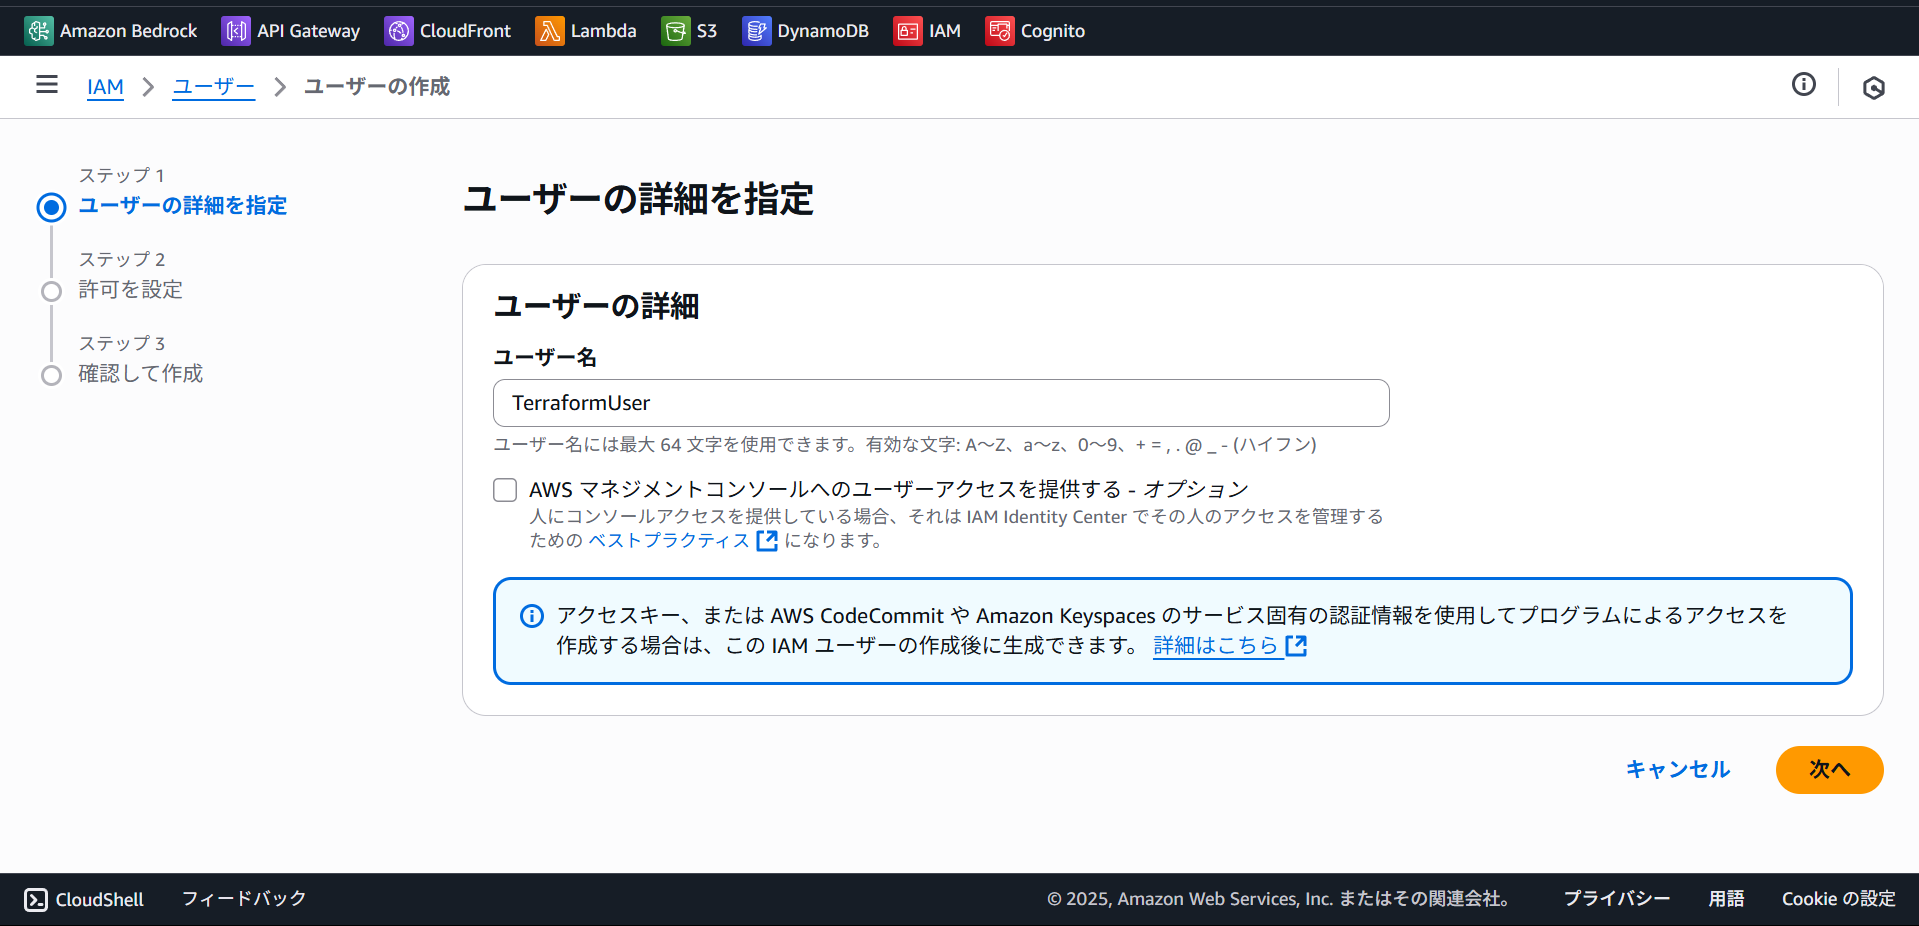 Amazon Bedrock API Gateway CloudFront Lambda S3 DynamoDB IAM Cognito
IAM ユーザー ユーザーの作成
ステップ 1
ユーザーの詳細を指定
ステップ 2
許可を設定
ステップ 3
確認して作成
ユーザーの詳細を指定
ユーザーの詳細
ユーザー名
TerraformUser
ユーザー名には最大 64 文字を使用できます。有効な文字: A～Z、a～z、0～9、+ = , . @ _ - (ハイフン)
AWS マネジメントコンソールへのユーザーアクセスを提供する - オプション
人にコンソールアクセスを提供している場合、それは IAM Identity Center でその人のアクセスを管理する
ための ベストプラクティス になります。
アクセスキー、または AWS CodeCommit や Amazon Keyspaces のサービス固有の認証情報を使用してプログラムによるアクセスを
作成する場合は、この IAM ユーザーの作成後に生成できます。 詳細はこちら
キャンセル 次へ
CloudShell フィードバック © 2025, Amazon Web Services, Inc. またはその関連会社。 プライバシー 用語 Cookie の設定